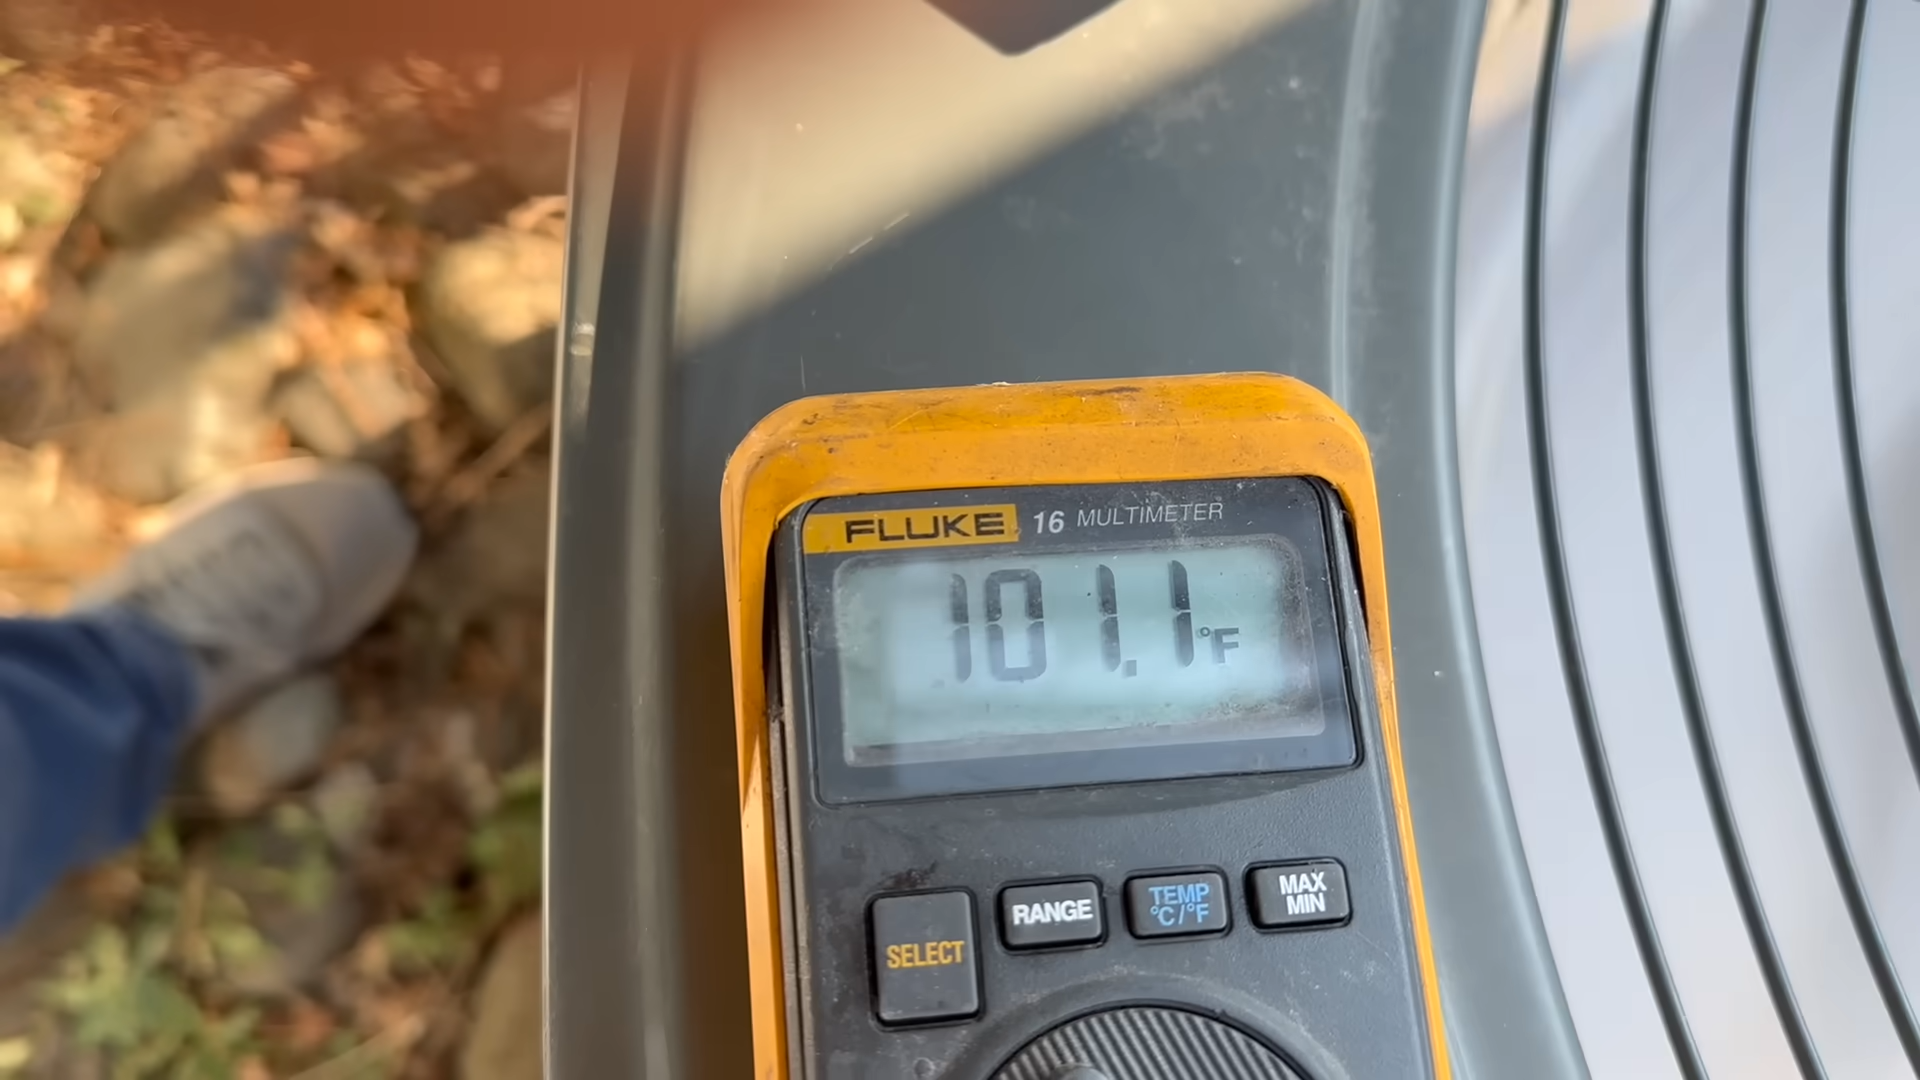 FLUKE 16 MULTIMETER
101.1 °F
SELECT
RANGE
TEMP
°C/°F
MAX
MIN